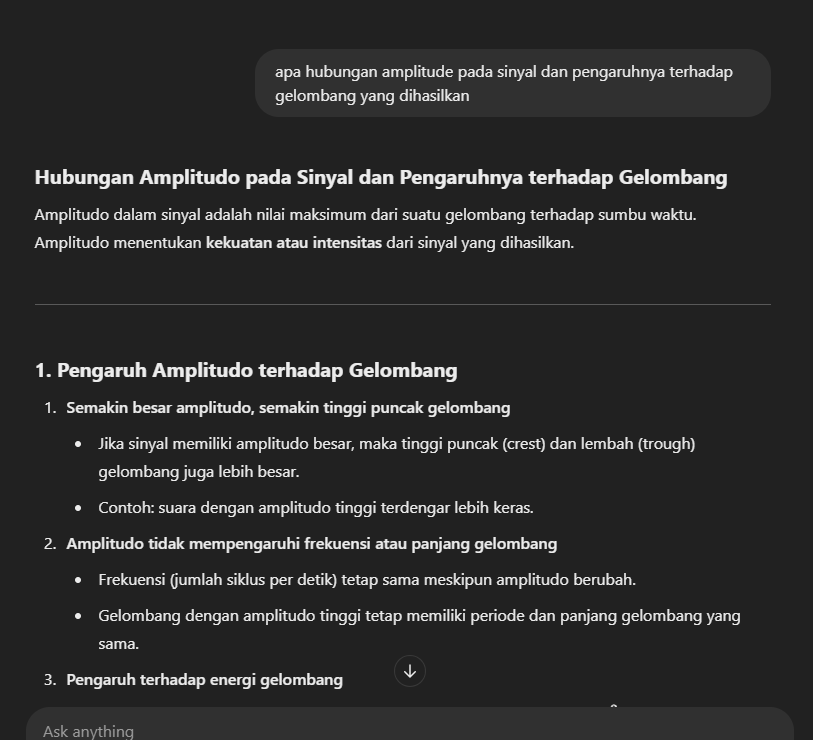 apa hubungan amplitude pada sinyal dan pengaruhnya terhadap
gelombang yang dihasilkan
Hubungan Amplitudo pada Sinyal dan Pengaruhnya terhadap Gelombang
Amplitudo dalam sinyal adalah nilai maksimum dari suatu gelombang terhadap sumbu waktu.
Amplitudo menentukan kekuatan atau intensitas dari sinyal yang dihasilkan.
1. Pengaruh Amplitudo terhadap Gelombang
1. Semakin besar amplitudo, semakin tinggi puncak gelombang
• Jika sinyal memiliki amplitudo besar, maka tinggi puncak (crest) dan lembah (trough)
gelombang juga lebih besar.
• Contoh: suara dengan amplitudo tinggi terdengar lebih keras.
2. Amplitudo tidak mempengaruhi frekuensi atau panjang gelombang
• Frekuensi (jumlah siklus per detik) tetap sama meskipun amplitudo berubah.
• Gelombang dengan amplitudo tinggi tetap memiliki periode dan panjang gelombang yang
sama.
3. Pengaruh terhadap energi gelombang
Ask anything